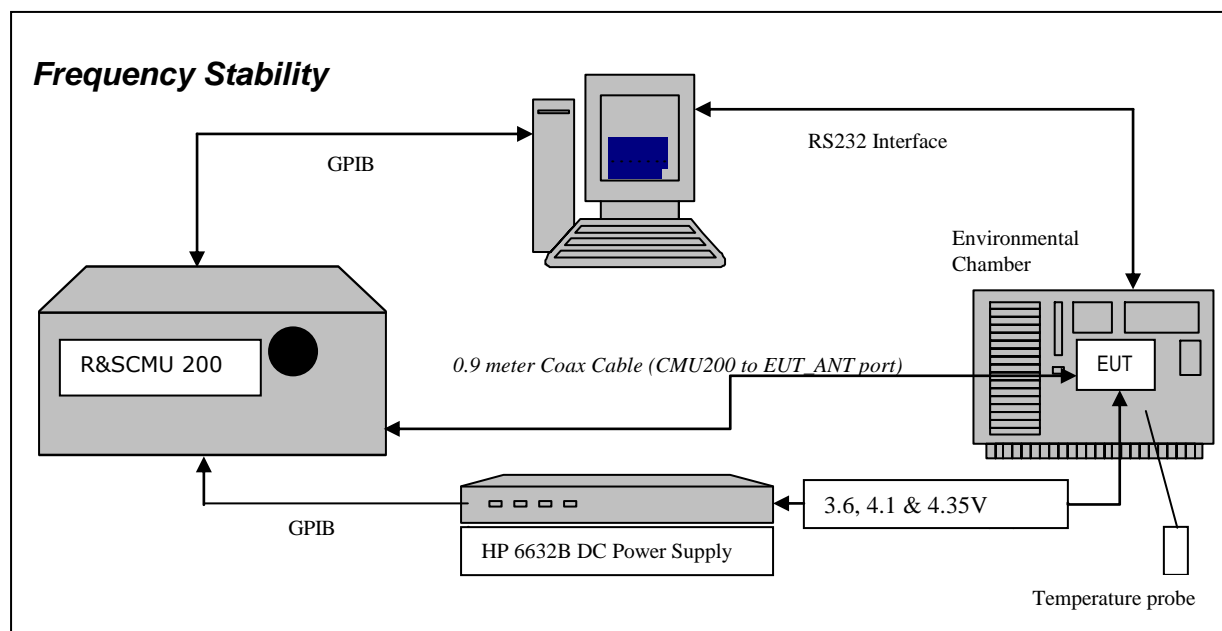 Frequency Stability
GPIB
RS232 Interface
Environmental
Chamber
R&SCMU 200
0.9 meter Coax Cable (CMU200 to EUT_ANT port)
EUT
GPIB
3.6, 4.1 & 4.35V
HP 6632B DC Power Supply
Temperature probe